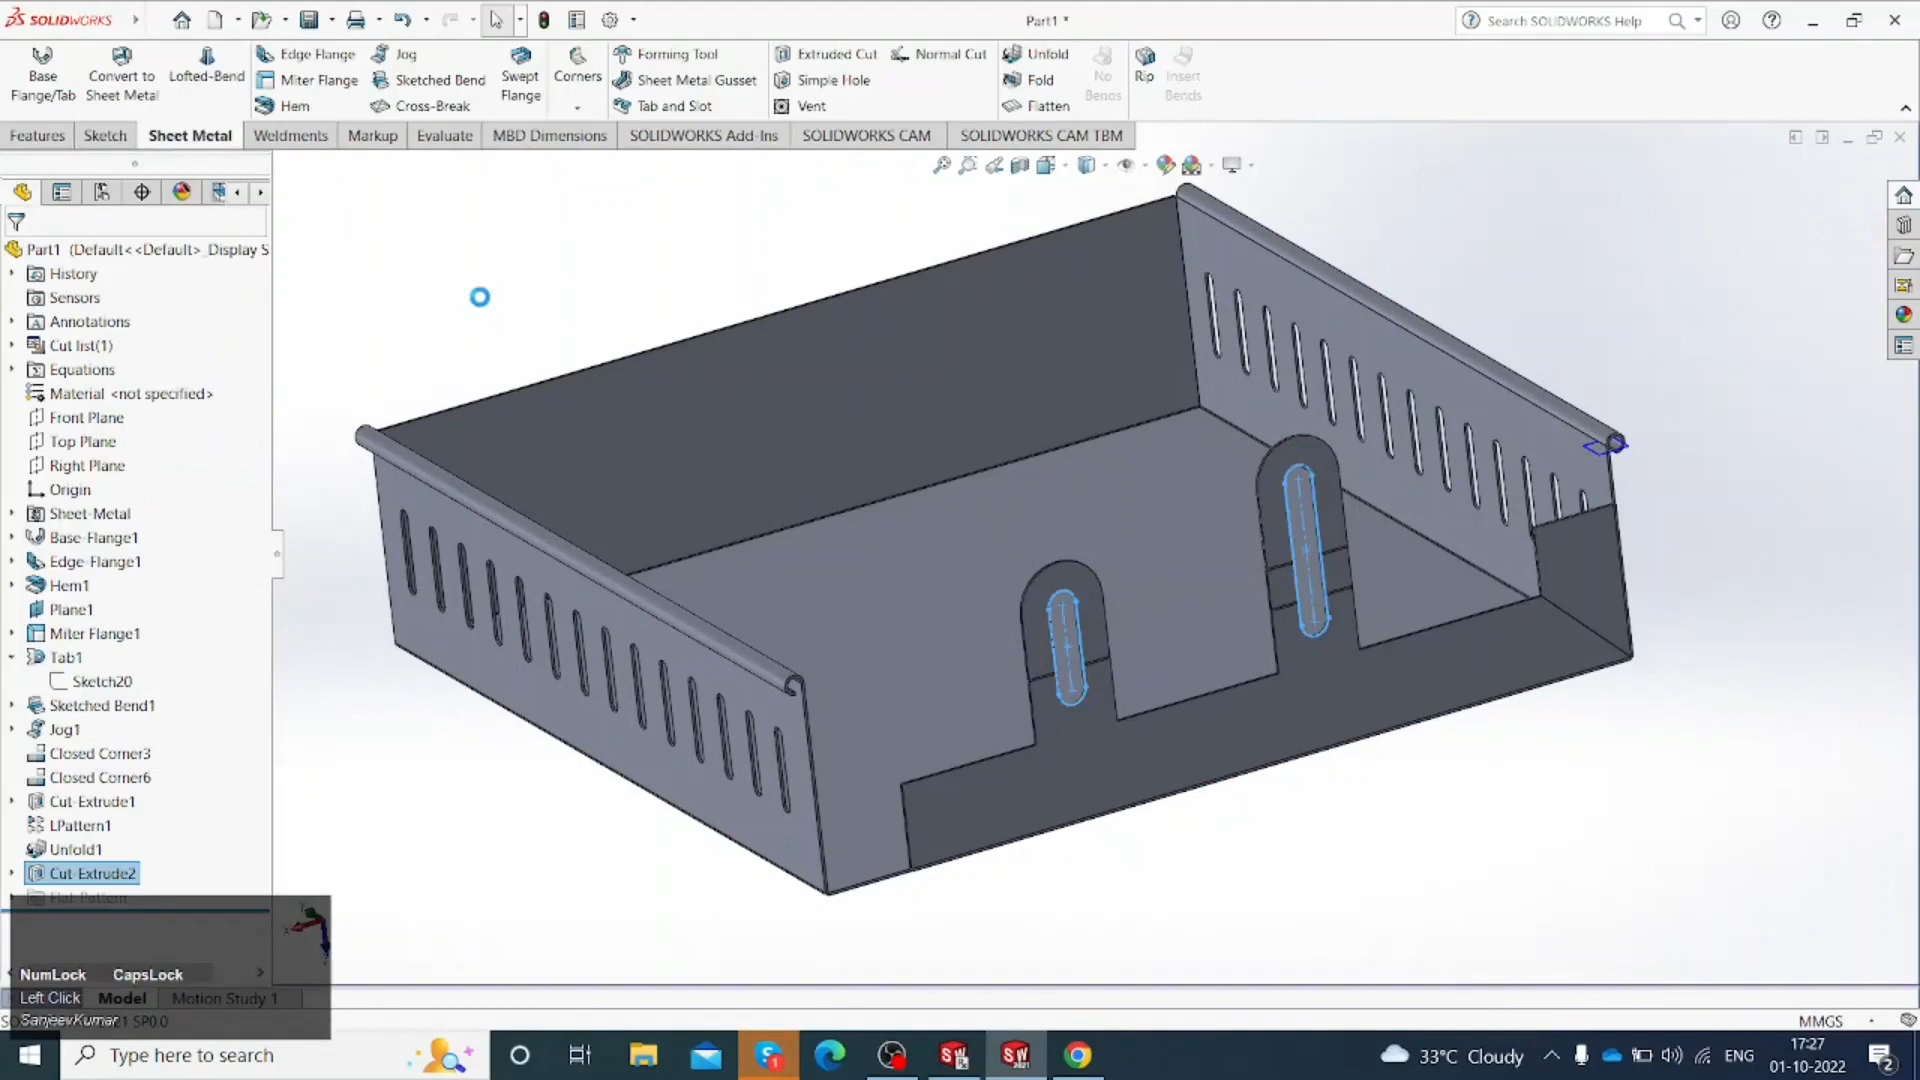 SOLIDWORKS
Part1 *
Search SOLIDWORKS Help
Base
Flange/Tab
Convert to
Sheet Metal
Lofted-Bend
Edge Flange
Miter Flange
Hem
Jog
Sketched Bend
Cross-Break
Swept
Flange
Corners
Forming Tool
Sheet Metal Gusset
Tab and Slot
Extruded Cut
Simple Hole
Vent
Normal Cut
Unfold
Fold
Flatten
No
Bends
Rip
Insert
Bends
Features
Sketch
Sheet Metal
Weldments
Markup
Evaluate
MBD Dimensions
SOLIDWORKS Add-Ins
SOLIDWORKS CAM
SOLIDWORKS CAM TBM
Part1 (Default<<Default>_Display S
History
Sensors
Annotations
Cut list(1)
Equations
Material <not specified>
Front Plane
Top Plane
Right Plane
Origin
Sheet-Metal
Base-Flange1
Edge-Flange1
Hem1
Plane1
Miter Flange1
Tab1
Sketch20
Sketched Bend1
Jog1
Closed Corner3
Closed Corner6
Cut-Extrude1
LPattern1
Unfold1
Cut-Extrude2
Flat-Pattern
NumLock CapsLock
Left Click
Model
Motion Study 1
SanjeevKumar
21 SP0.0
MMGS
Type here to search
33°C Cloudy
ENG
17:27
01-10-2022